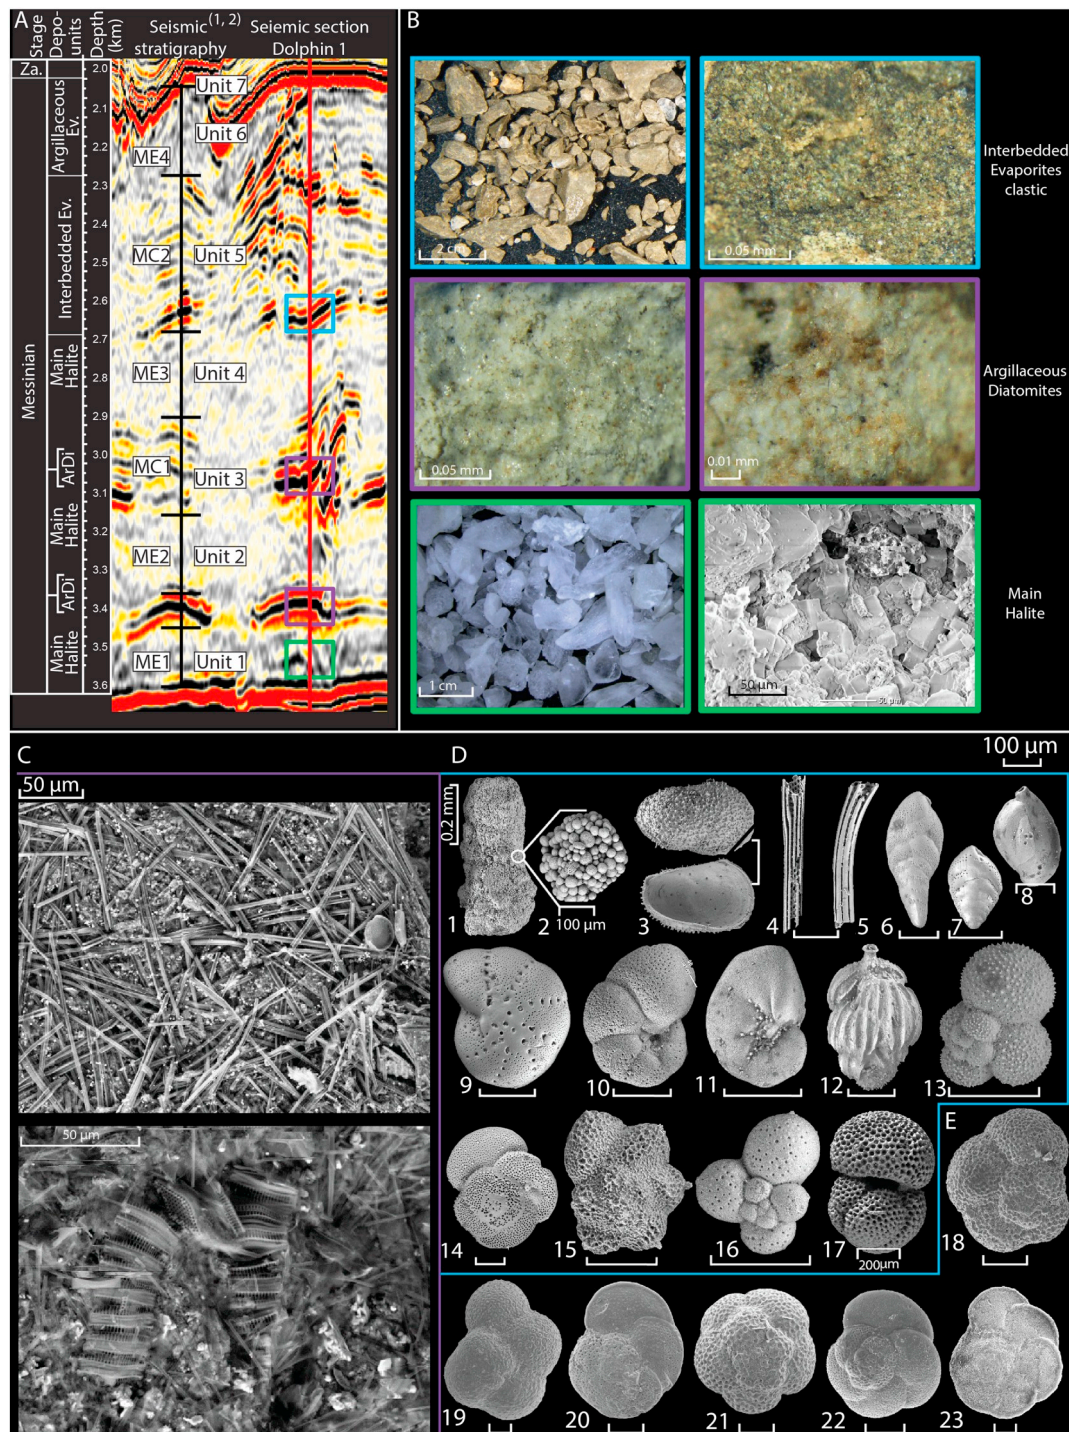 A
Stage
Depo-
units
Depth
(km)
Seismic(1, 2)
stratigraphy
Seiemic section
Dolphin 1
Za.
Argillaceous
Ev.
Interbedded Ev.
Main
Halite
ArDi
Main Halite
ArDi
Main
Halite
Messinian
2.0
2.1
2.2
2.3
2.4
2.5
2.6
2.7
2.8
2.9
3.0
3.1
3.2
3.3
3.4
3.5
3.6
Unit 7
Unit 6
ME4
MC2
Unit 5
ME3
Unit 4
MC1
Unit 3
ME2
Unit 2
ME1
Unit 1
B
2 cm
0.05 mm
Interbedded
Evaporites
clastic
0.05 mm
0.01 mm
Argillaceous
Diatomites
1 cm
50 µm
50 µm
Main
Halite
C
50 µm
50 µm
D
100 µm
0.2 mm
1
2
100 µm
3
4
5
6
7
8
9
10
11
12
13
14
15
16
17
200µm
E
18
19
20
21
22
23